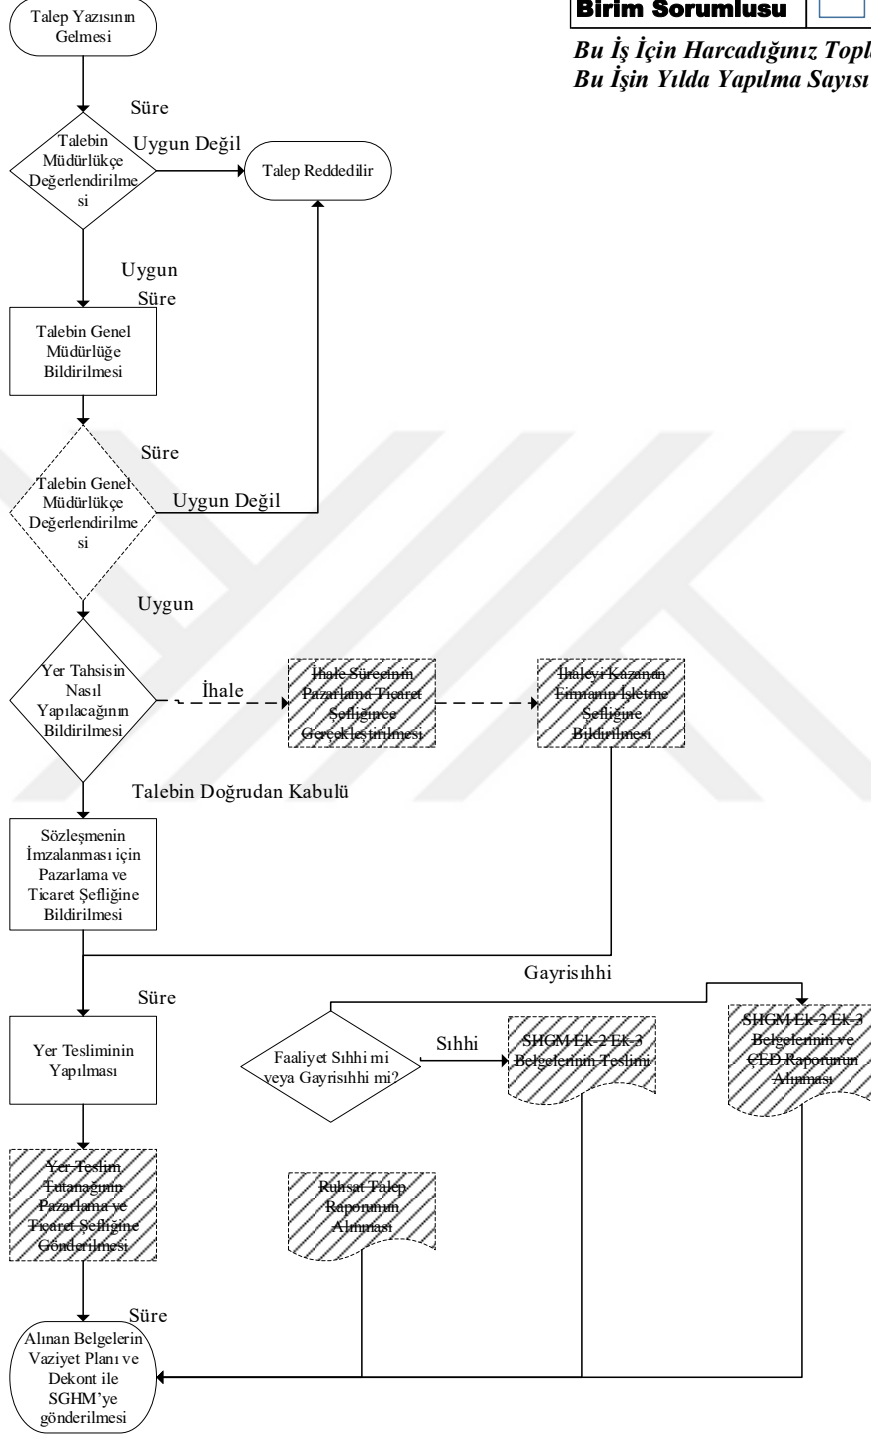 Birim Sorumlusu
Bu İş İçin Harcadığınız
Bu İşin Yılda Yapılma Sayısı
Talep Yazısının
Gelmesi
Süre
Talebin
Müdürlükçe
Değerlendirilme
si
Uygun Değil
Talep Reddedilir
Uygun
Süre
Talebin Genel
Müdürlüğe
Bildirilmesi
Süre
Talebin Genel
Müdürlükçe
Değerlendirilme
si
Uygun Değil
Uygun
Yer Tahsisin
Nasıl
Yapılacağının
Bildirilmesi
İhale
İhale Sürecinin
Pazarlama Ticaret
Şefliğince
Gerçekleştirilmesi
İhaleyi Kazanan
Firmanın İşletme
Şefliğine
Bildirilmesi
Talebin Doğrudan Kabulü
Sözleşmenin
İmzalanması için
Pazarlama ve
Ticaret Şefliğine
Bildirilmesi
Süre
Yer Tesliminin
Yapılması
Gayrisıhhi
Faaliyet Sıhhi mi
veya Gayrisıhhi mi?
Sıhhi
SHGM Ek-2 Ek-3
Belgelerinin Teslimi
SHGM Ek-2 Ek-3
Belgelerinin ve
ÇED Raporunun
Alınması
Yer Teslim
Tutanağının
Pazarlama ve
Ticaret Şefliğine
Gönderilmesi
Ruhsat Talep
Raporunun
Alınması
Süre
Alınan Belgelerin
Vaziyet Planı ve
Dekont ile
SGHM’ye
gönderilmesi